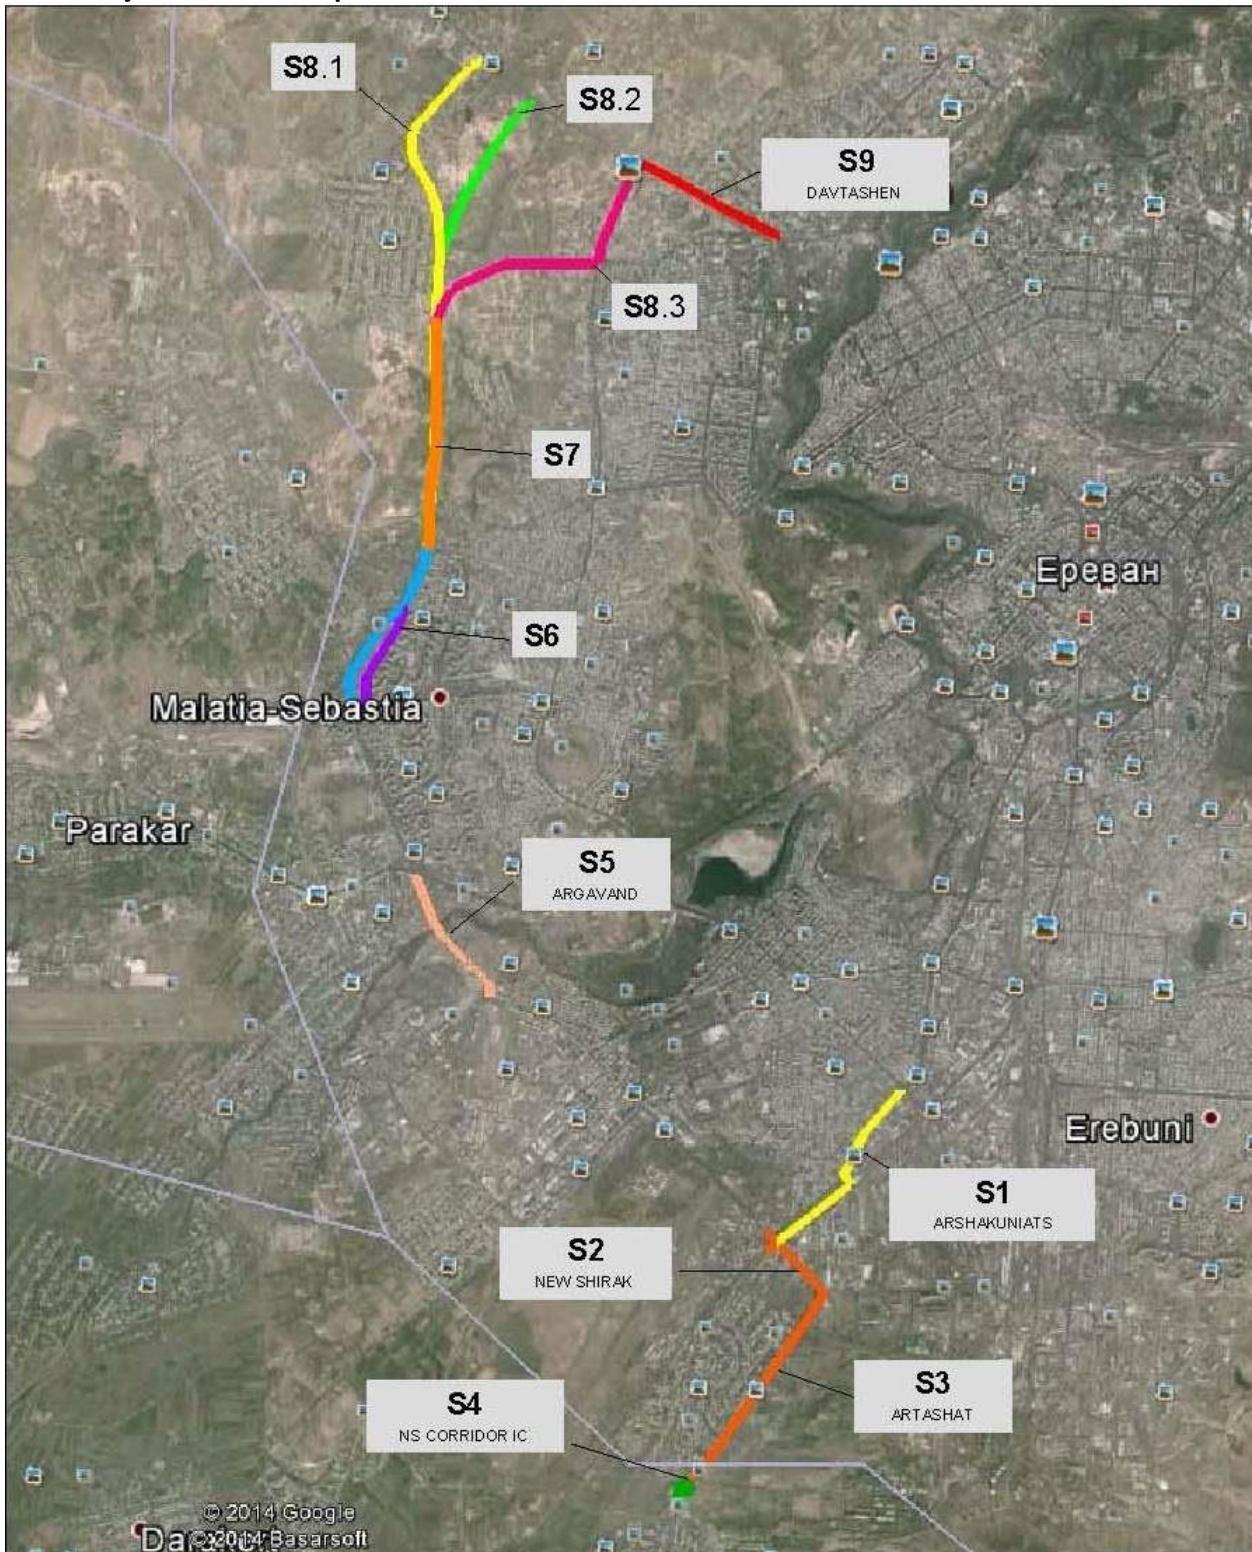 S8.1
S8.2
S9
DAVTASHEN
S8.3
S7
Ереван
S6
Malatia-Sebastia
Parakar
S5
ARGAVAND
Erebuni
S1
ARSHAKUNIATS
S2
NEW SHIRAK
S3
ARTASHAT
S4
NS CORRIDOR IC
© 2014 Google
© 2014 Basarsoft